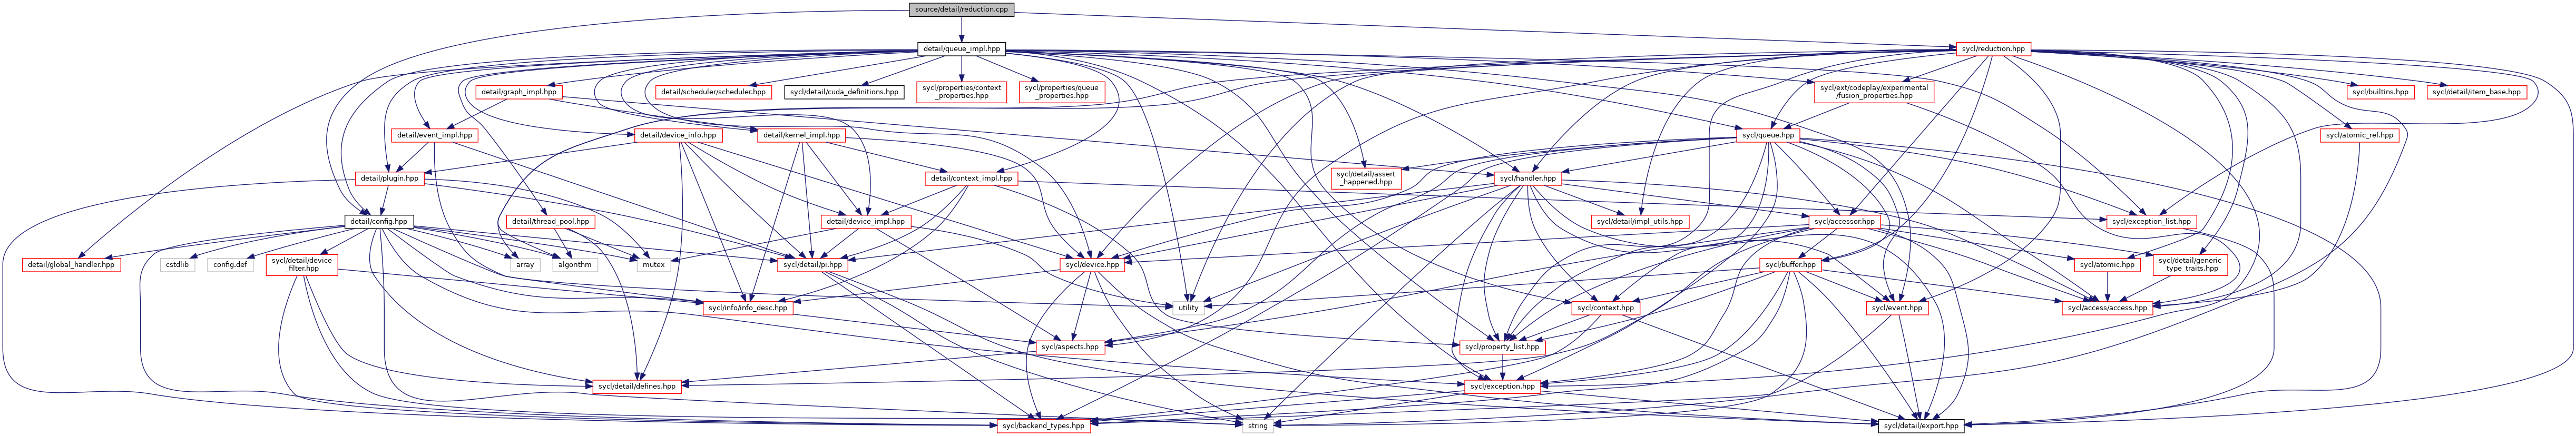 source/detail/reduction.cpp
detail/queue_impl.hpp
sycl/reduction.hpp
detail/graph_impl.hpp
detail/scheduler/scheduler.hpp
sycl/detail/cuda_definitions.hpp
sycl/properties/context
_properties.hpp
sycl/properties/queue
_properties.hpp
sycl/ext/codeplay/experimental
/fusion_properties.hpp
sycl/builtins.hpp
sycl/detail/item_base.hpp
detail/event_impl.hpp
detail/device_info.hpp
detail/kernel_impl.hpp
sycl/queue.hpp
sycl/atomic_ref.hpp
detail/plugin.hpp
detail/context_impl.hpp
sycl/detail/assert
_happened.hpp
sycl/handler.hpp
detail/config.hpp
detail/thread_pool.hpp
detail/device_impl.hpp
sycl/detail/impl_utils.hpp
sycl/accessor.hpp
sycl/exception_list.hpp
detail/global_handler.hpp
cstdlib
config.def
sycl/detail/device
_filter.hpp
array
algorithm
mutex
sycl/detail/pi.hpp
sycl/device.hpp
sycl/buffer.hpp
sycl/atomic.hpp
sycl/detail/generic
_type_traits.hpp
sycl/info/info_desc.hpp
utility
sycl/context.hpp
sycl/event.hpp
sycl/access/access.hpp
sycl/aspects.hpp
sycl/property_list.hpp
sycl/detail/defines.hpp
sycl/exception.hpp
sycl/backend_types.hpp
string
sycl/detail/export.hpp